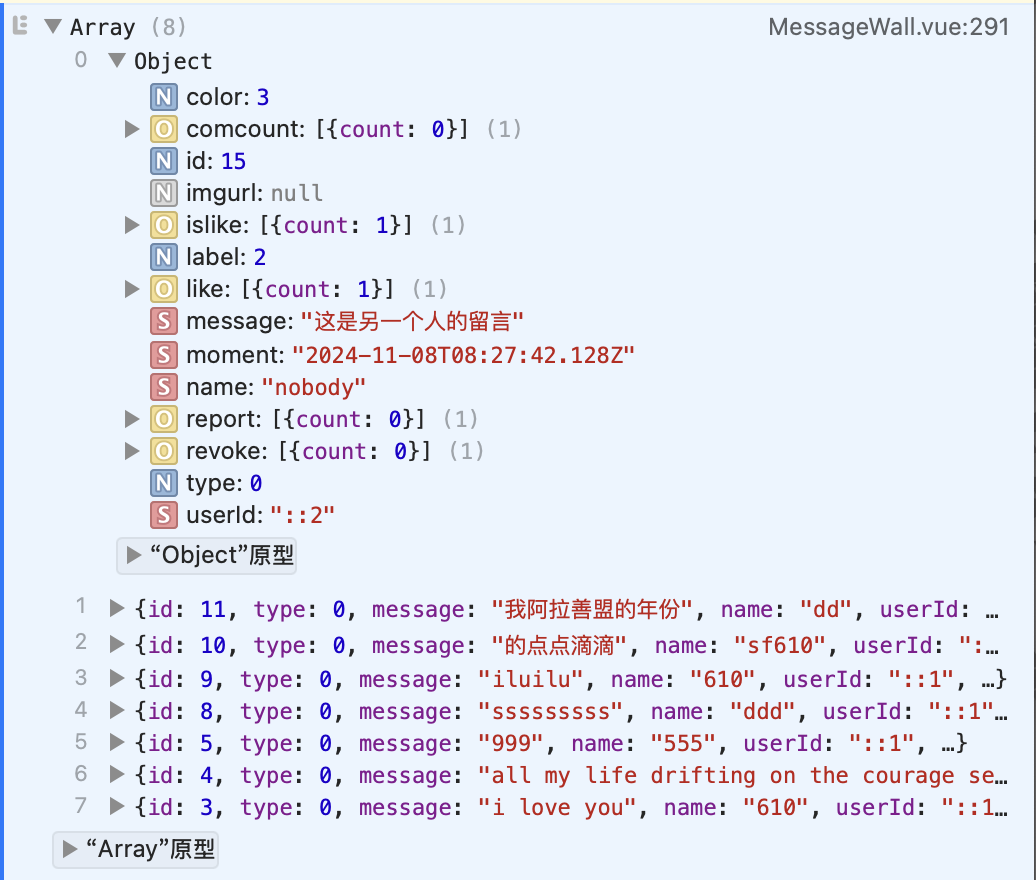 Array (8) MessageWall.vue:291
0 Object
N color: 3
O comcount: [{count: 0}] (1)
N id: 15
N imgurl: null
O islike: [{count: 1}] (1)
N label: 2
O like: [{count: 1}] (1)
S message: "这是另一个人的留言"
S moment: "2024-11-08T08:27:42.128Z"
S name: "nobody"
O report: [{count: 0}] (1)
O revoke: [{count: 0}] (1)
N type: 0
S userId: "::2"
“Object”原型
1 {id: 11, type: 0, message: "我阿拉善盟的年份", name: "dd", userId: …
2 {id: 10, type: 0, message: "的点点滴滴", name: "sf610", userId: ":…
3 {id: 9, type: 0, message: "iluilu", name: "610", userId: "::1", …}
4 {id: 8, type: 0, message: "sssssssss", name: "ddd", userId: "::1"…
5 {id: 5, type: 0, message: "999", name: "555", userId: "::1", …}
6 {id: 4, type: 0, message: "all my life drifting on the courage se…
7 {id: 3, type: 0, message: "i love you", name: "610", userId: "::1…
“Array”原型